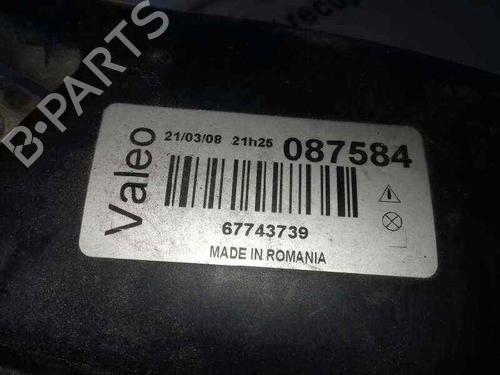 Valeo
21/03/08 21h25 087584
67743739
MADE IN ROMANIA
B-PARTS